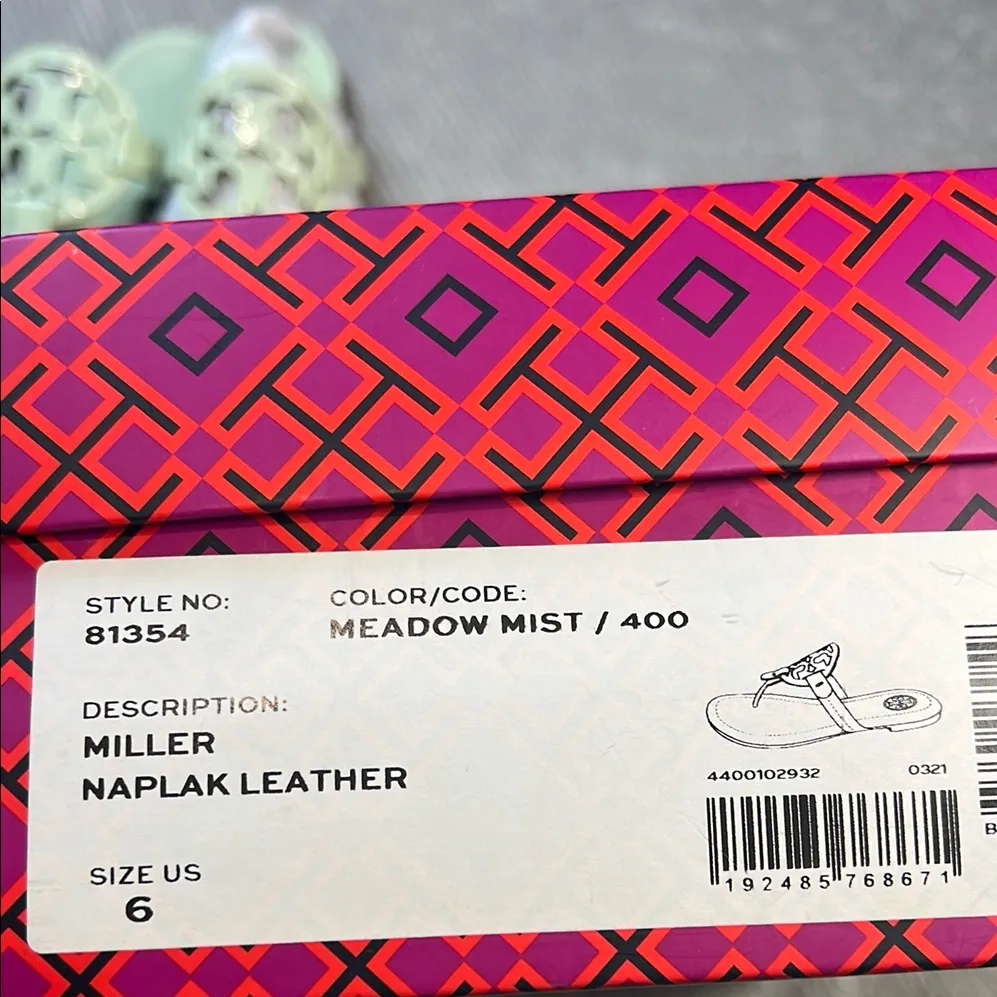 STYLE NO:
81354
COLOR/CODE:
MEADOW MIST / 400
DESCRIPTION:
MILLER
NAPLAK LEATHER
SIZE US
6
4400102932 0321
192485768671
B